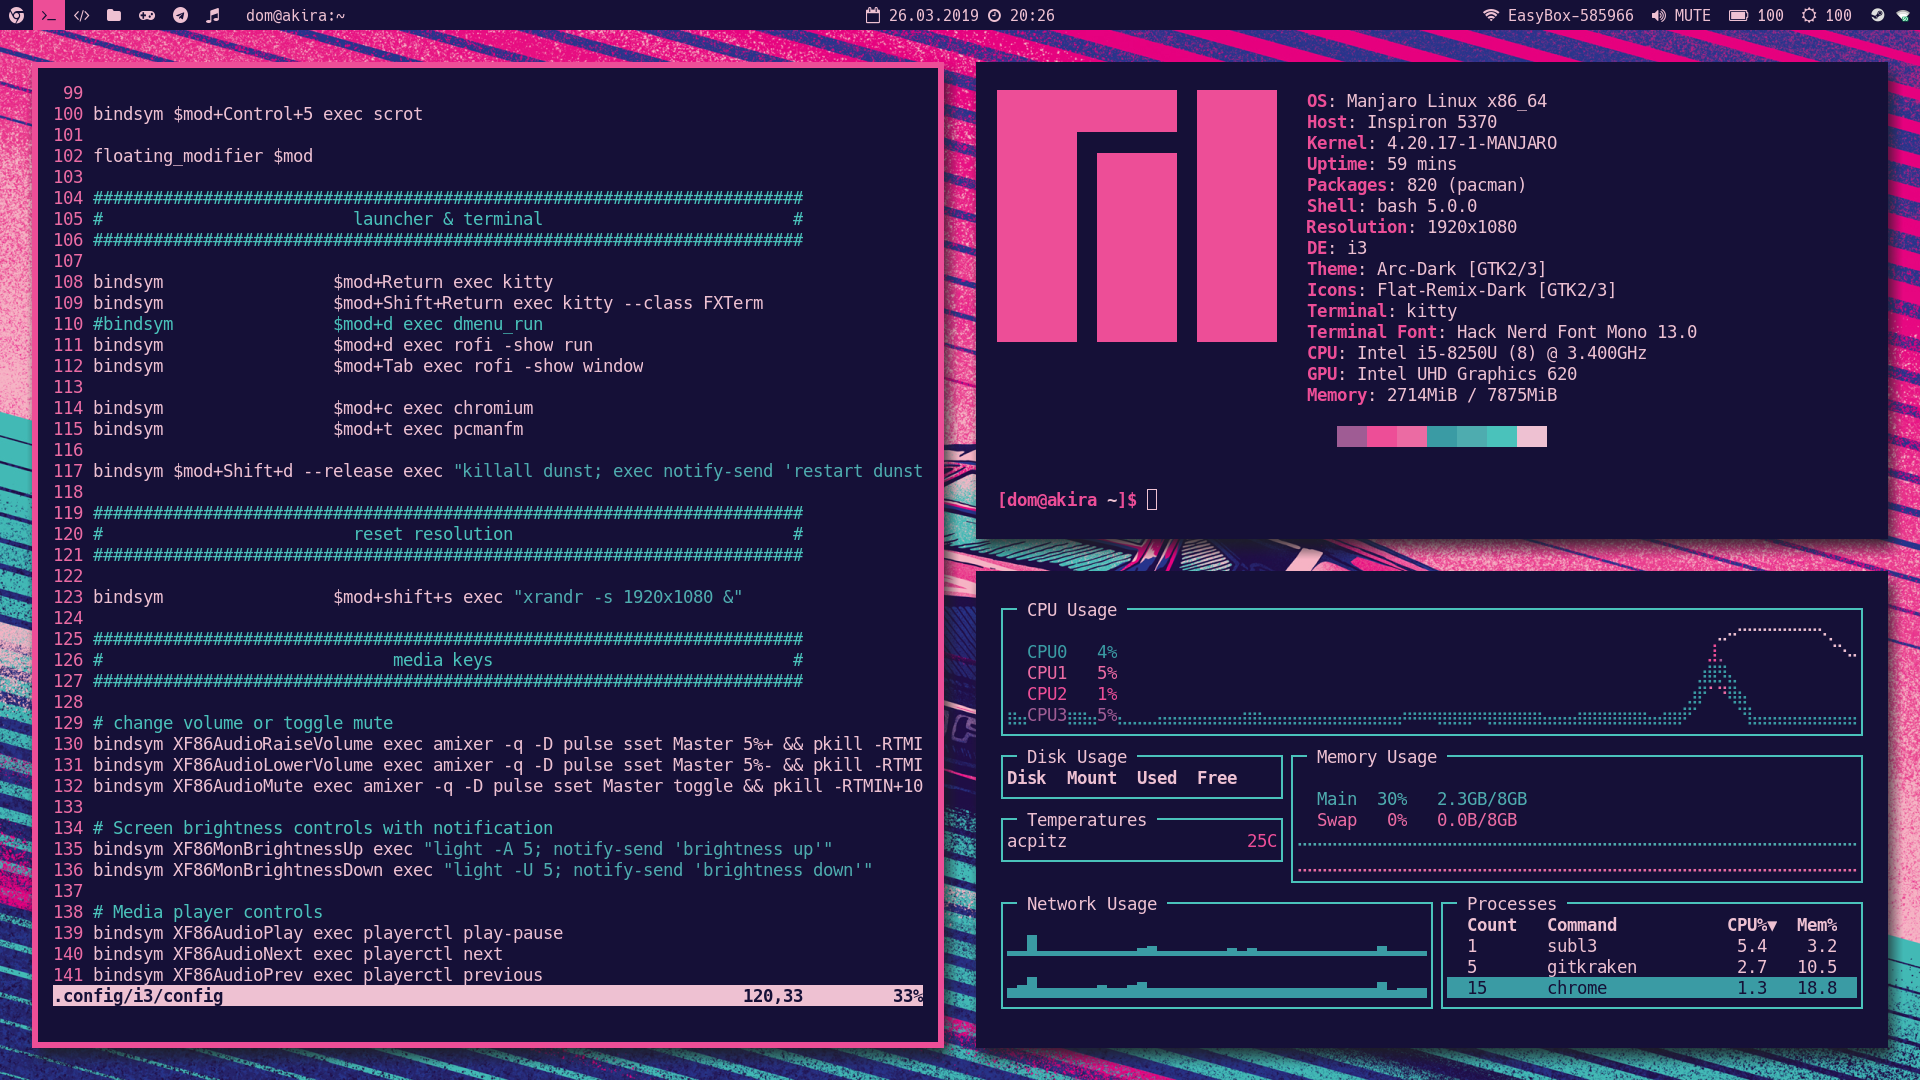 dom@akira:~
26.03.2019 20:26
EasyBox-585966 MUTE 100 100
99
100 bindsym $mod+Control+5 exec scrot
101
102 floating_modifier $mod
103
104 #######################################################################
105 #                         launcher & terminal                         #
106 #######################################################################
107
108 bindsym                 $mod+Return exec kitty
109 bindsym                 $mod+Shift+Return exec kitty --class FXTerm
110 #bindsym                $mod+d exec dmenu_run
111 bindsym                 $mod+d exec rofi -show run
112 bindsym                 $mod+Tab exec rofi -show window
113
114 bindsym                 $mod+c exec chromium
115 bindsym                 $mod+t exec pcmanfm
116
117 bindsym $mod+Shift+d --release exec "killall dunst; exec notify-send 'restart dunst
118
119 #######################################################################
120 #                         reset resolution                            #
121 #######################################################################
122
123 bindsym                 $mod+shift+s exec "xrandr -s 1920x1080 &"
124
125 #######################################################################
126 #                             media keys                              #
127 #######################################################################
128
129 # change volume or toggle mute
130 bindsym XF86AudioRaiseVolume exec amixer -q -D pulse sset Master 5%+ && pkill -RTMI
131 bindsym XF86AudioLowerVolume exec amixer -q -D pulse sset Master 5%- && pkill -RTMI
132 bindsym XF86AudioMute exec amixer -q -D pulse sset Master toggle && pkill -RTMIN+10
133
134 # Screen brightness controls with notification
135 bindsym XF86MonBrightnessUp exec "light -A 5; notify-send 'brightness up'"
136 bindsym XF86MonBrightnessDown exec "light -U 5; notify-send 'brightness down'"
137
138 # Media player controls
139 bindsym XF86AudioPlay exec playerctl play-pause
140 bindsym XF86AudioNext exec playerctl next
141 bindsym XF86AudioPrev exec playerctl previous
.config/i3/config 120,33 33%
OS: Manjaro Linux x86_64
Host: Inspiron 5370
Kernel: 4.20.17-1-MANJARO
Uptime: 59 mins
Packages: 820 (pacman)
Shell: bash 5.0.0
Resolution: 1920x1080
DE: i3
Theme: Arc-Dark [GTK2/3]
Icons: Flat-Remix-Dark [GTK2/3]
Terminal: kitty
Terminal Font: Hack Nerd Font Mono 13.0
CPU: Intel i5-8250U (8) @ 3.400GHz
GPU: Intel UHD Graphics 620
Memory: 2714MiB / 7875MiB
[dom@akira ~]$
CPU Usage
CPU0 4%
CPU1 5%
CPU2 1%
CPU3 5%
Disk Usage
Disk Mount Used Free
Temperatures
acpitz 25C
Memory Usage
Main 30% 2.3GB/8GB
Swap 0% 0.0B/8GB
Network Usage
Processes
Count Command CPU%▼ Mem%
1 subl3 5.4 3.2
5 gitkraken 2.7 10.5
15 chrome 1.3 18.8